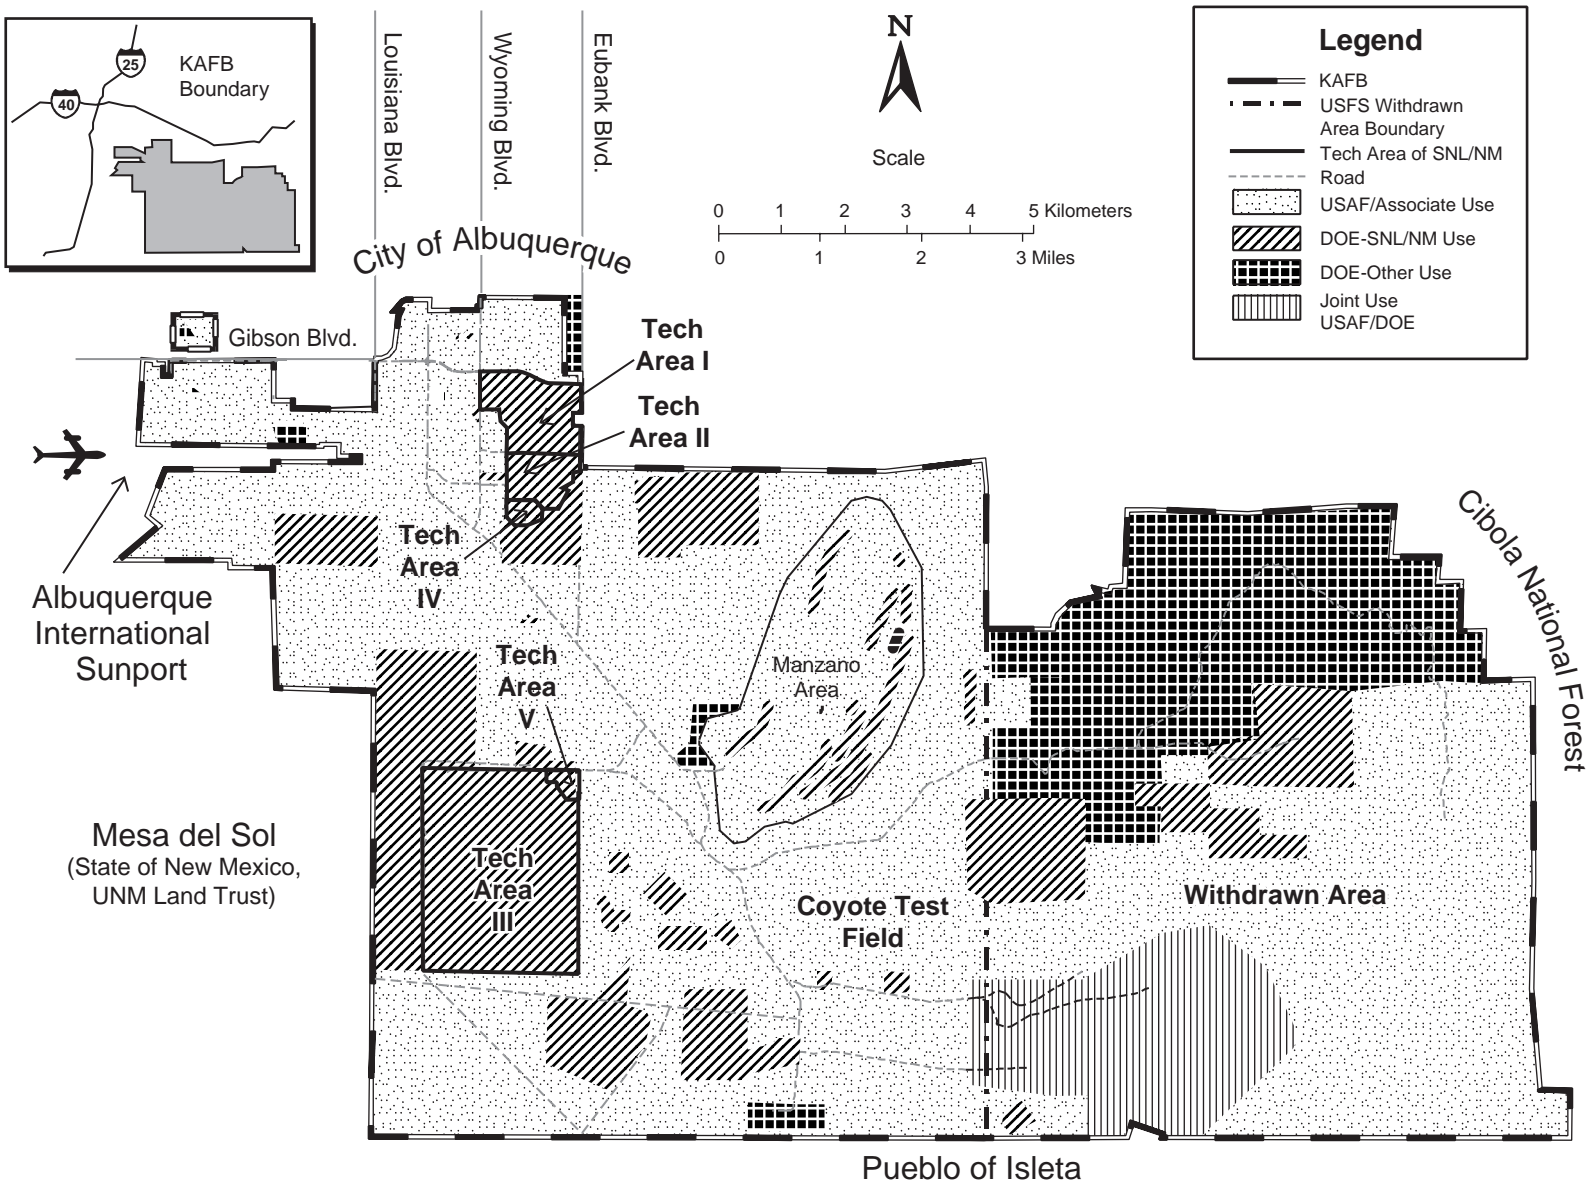 25
KAFB
Boundary
40
Louisiana Blvd.
Wyoming Blvd.
Eubank Blvd.
N
Scale
0 1 2 3 4 5 Kilometers
0 1 2 3 Miles
Legend
KAFB
USFS Withdrawn
Area Boundary
Tech Area of SNL/NM
Road
USAF/Associate Use
DOE-SNL/NM Use
DOE-Other Use
Joint Use
USAF/DOE
City of Albuquerque
Gibson Blvd.
Tech
Area I
Tech
Area II
Tech
Area
IV
Albuquerque
International
Sunport
Tech
Area
V
Manzano
Area
Cibola National Forest
Mesa del Sol
(State of New Mexico,
UNM Land Trust)
Tech
Area
III
Coyote Test
Field
Withdrawn Area
Pueblo of Isleta